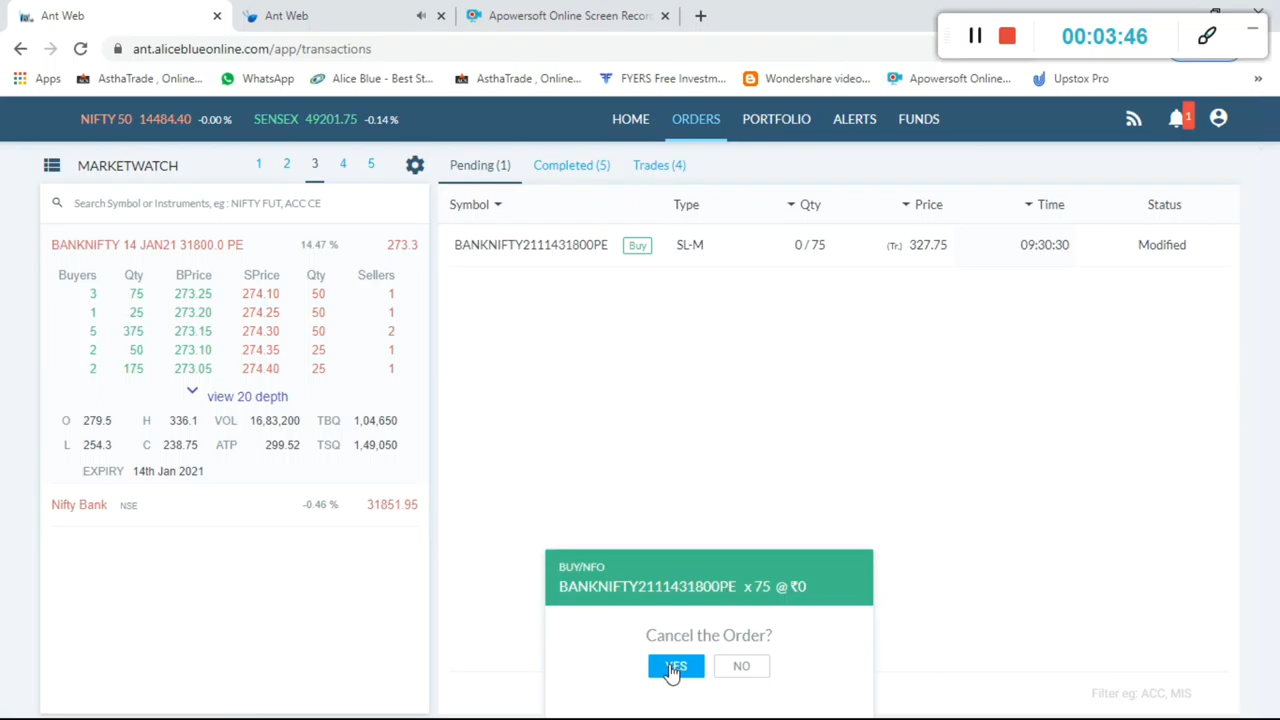 Ant Web
Ant Web
Apowersoft Online Screen Recor
00:03:46
ant.aliceblueonline.com/app/transactions
Apps
AsthaTrade , Online...
WhatsApp
Alice Blue - Best St...
AsthaTrade , Online...
FYERS Free Investm...
Wondershare video...
Apowersoft Online...
Upstox Pro
»
NIFTY 50 14484.40 -0.00 %
SENSEX 49201.75 -0.14 %
HOME
ORDERS
PORTFOLIO
ALERTS
FUNDS
1
MARKETWATCH
1 2 3 4 5
Pending (1)
Completed (5)
Trades (4)
Search Symbol or Instruments, eg : NIFTY FUT, ACC CE
Symbol Type Qty Price Time Status
BANKNIFTY 14 JAN21 31800.0 PE 14.47 % 273.3
BANKNIFTY2111431800PE Buy SL-M 0 / 75 (Tr.) 327.75 09:30:30 Modified
Buyers Qty BPrice SPrice Qty Sellers
3 75 273.25 274.10 50 1
1 25 273.20 274.25 50 1
5 375 273.15 274.30 50 2
2 50 273.10 274.35 25 1
2 175 273.05 274.40 25 1
view 20 depth
O 279.5 H 336.1 VOL 16,83,200 TBQ 1,04,650
L 254.3 C 238.75 ATP 299.52 TSQ 1,49,050
EXPIRY 14th Jan 2021
Nifty Bank NSE -0.46 % 31851.95
BUY/NFO
BANKNIFTY2111431800PE x 75 @ ₹0
Cancel the Order?
YES NO
Filter eg: ACC, MIS